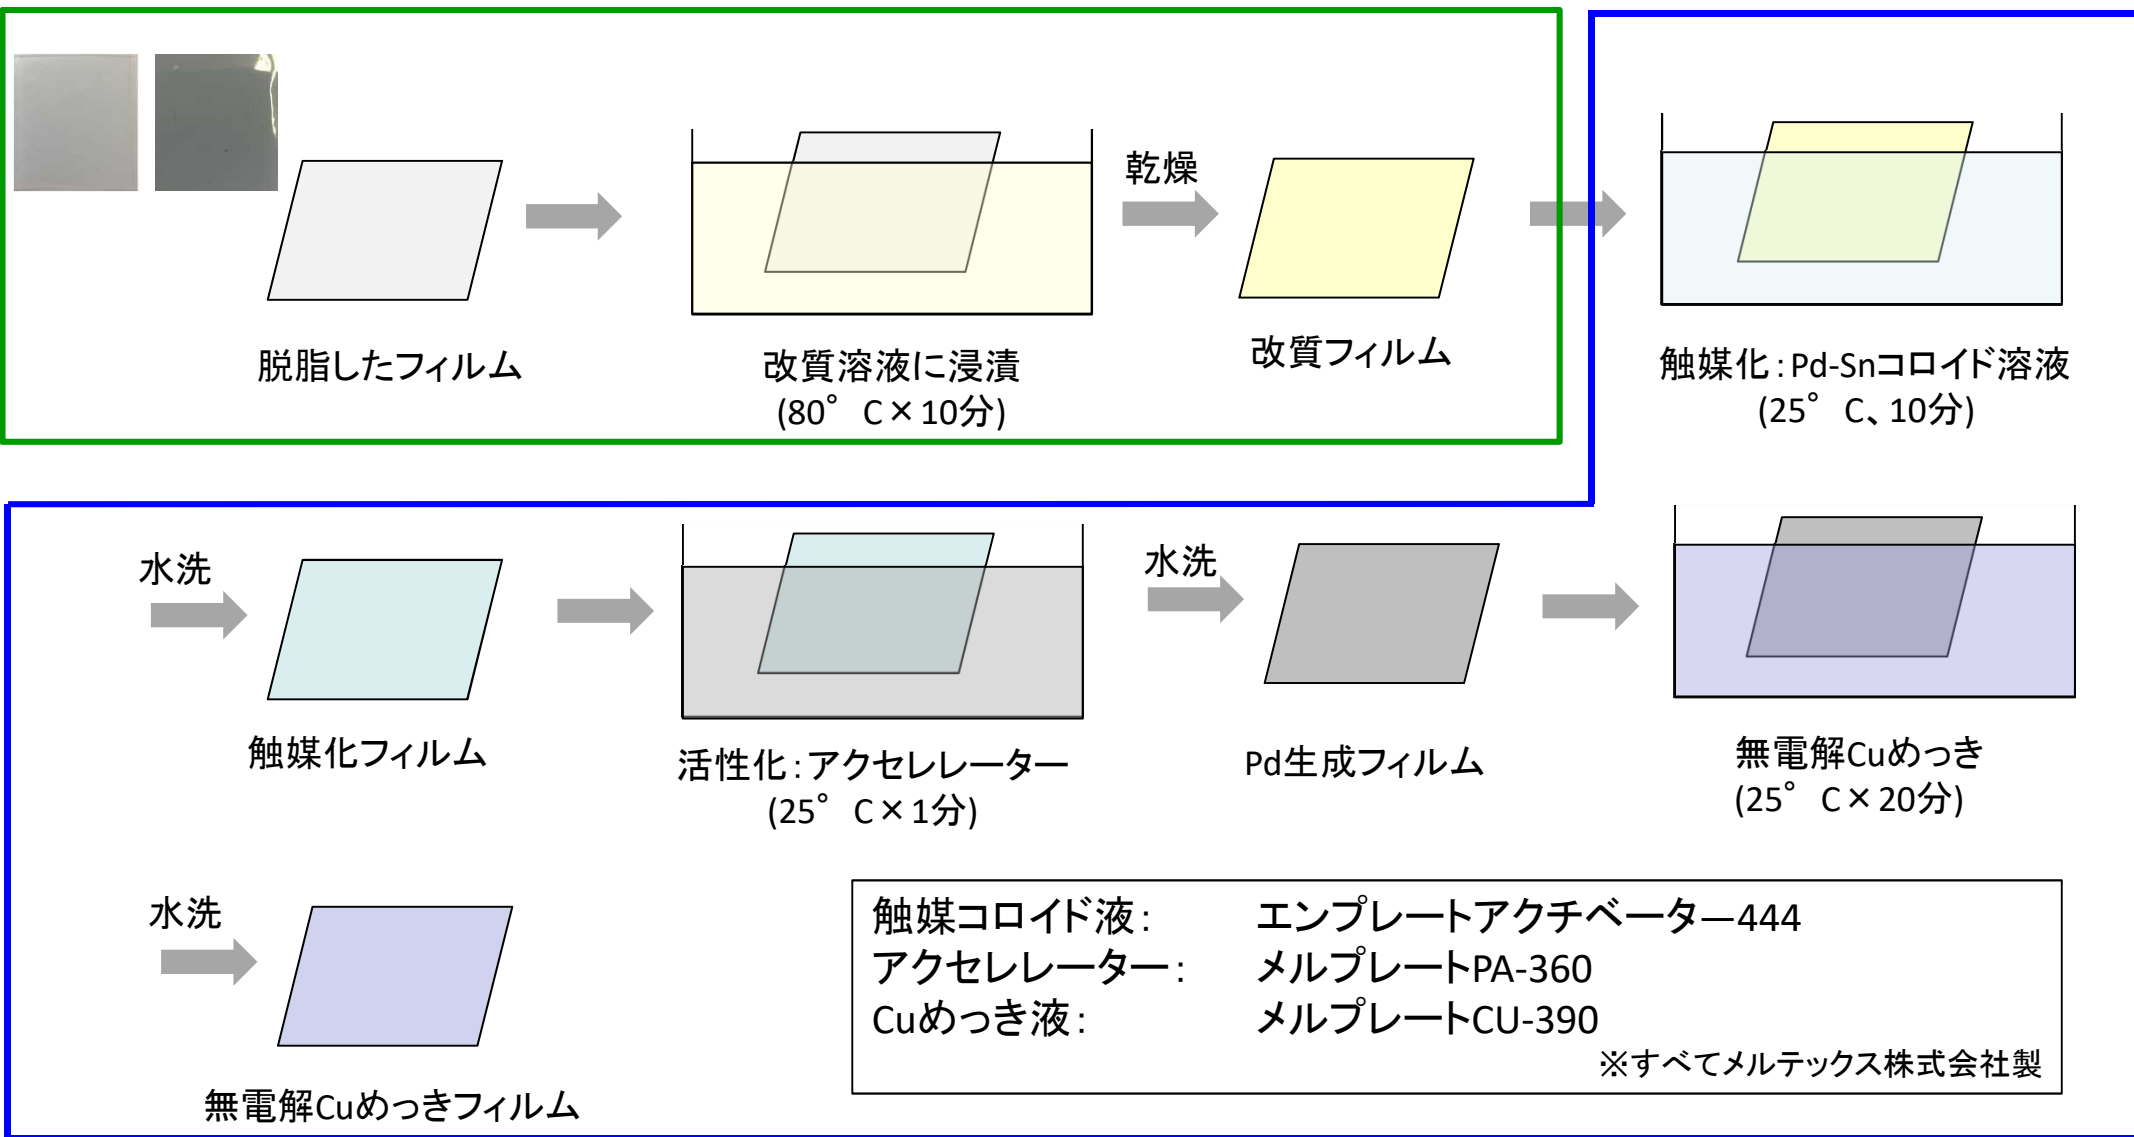 脱脂したフィルム
改質溶液に浸漬
(80°C×10分)
乾燥
改質フィルム
触媒化:Pd-Snコロイド溶液
(25°C、10分)
水洗
触媒化フィルム
活性化:アクセレレーター
(25°C×1分)
水洗
Pd生成フィルム
無電解Cuめっき
(25°C×20分)
水洗
無電解Cuめっきフィルム
触媒コロイド液: エンプレートアクチベータ―444
アクセレレーター: メルプレートPA-360
Cuめっき液: メルプレートCU-390
※すべてメルテックス株式会社製